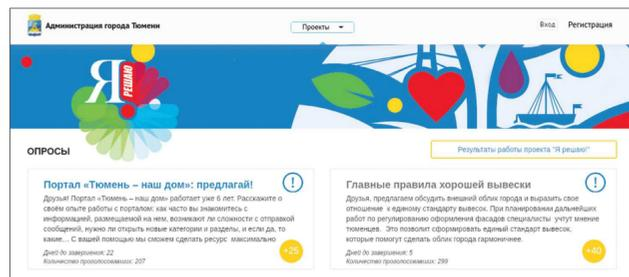 Администрация города Тюмени
Проекты
Вход Регистрация
Я
РЕШАЮ
ОПРОСЫ
Результаты работы проекта "Я решаю!"
Портал «Тюмень – наш дом»: предлагай!
Друзья! Портал «Тюмень – наш дом» работает уже 6 лет. Расскажите о
своём опыте работы с порталом: как часто вы знакомитесь с
информацией, размещаемой на нем, возникают ли сложности с отправкой
сообщений, нужно ли открыть новые категории и разделы, и если да, то
какие... С вашей помощью мы сможем сделать ресурс максимально
Дней до завершения: 22
Количество проголосовавших: 207
+25
Главные правила хорошей вывески
Друзья, предлагаем обсудить внешний облик города и выразить свое
отношение к единому стандарту вывесок. При планировании дальнейших
работ по регулированию оформления фасадов специалисты учтут мнение
тюменцев. Это позволит сформировать единый стандарт вывесок,
которые помогут сделать облик города гармоничнее.
Дней до завершения: 5
Количество проголосовавших: 299
+40